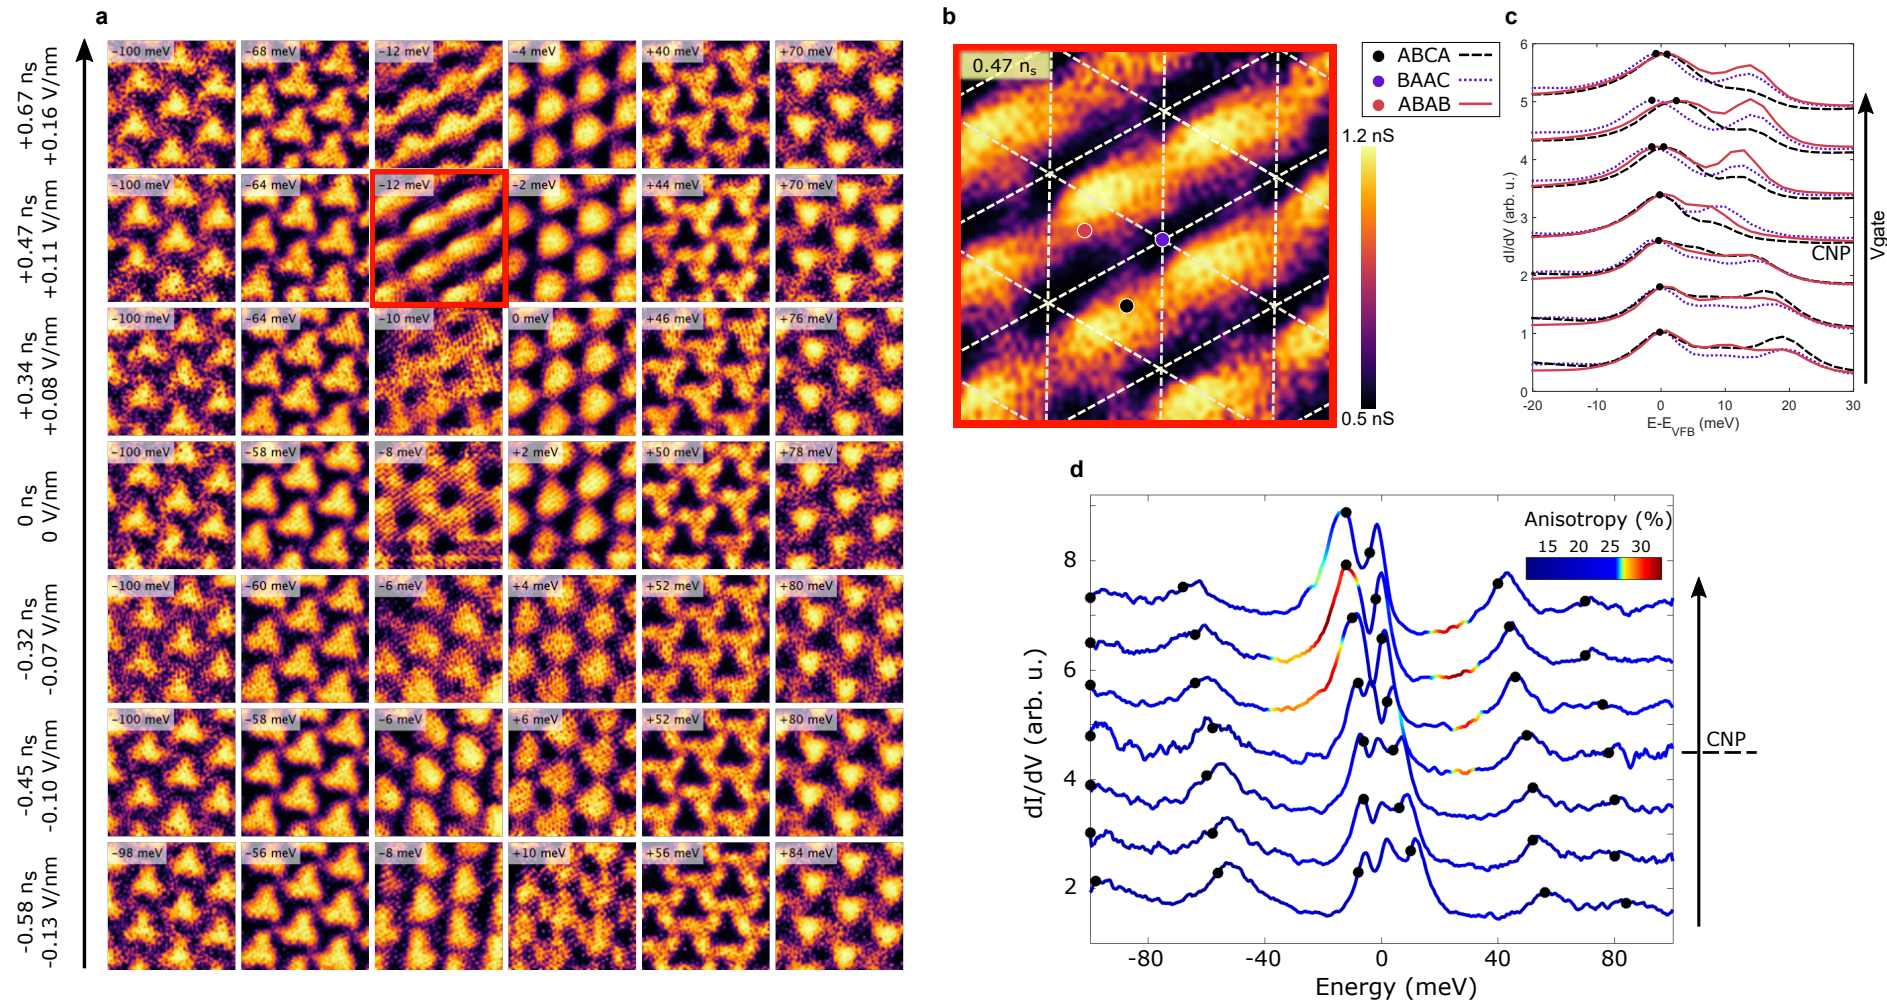 a
+0.67 ns
+0.16 V/nm
−100 meV
−68 meV
−12 meV
−4 meV
+40 meV
+70 meV
+0.47 ns
+0.11 V/nm
−100 meV
−64 meV
−12 meV
−2 meV
+44 meV
+70 meV
+0.34 ns
+0.08 V/nm
−100 meV
−64 meV
−10 meV
0 meV
+46 meV
+76 meV
0 ns
0 V/nm
−100 meV
−58 meV
−8 meV
+2 meV
+50 meV
+78 meV
-0.32 ns
-0.07 V/nm
−100 meV
−60 meV
−6 meV
+4 meV
+52 meV
+80 meV
-0.45 ns
-0.10 V/nm
−100 meV
−58 meV
−6 meV
+6 meV
+52 meV
+80 meV
-0.58 ns
-0.13 V/nm
−98 meV
−56 meV
−8 meV
+10 meV
+56 meV
+84 meV
b
0.47 ns
ABCA
BAAC
ABAB
1.2 nS
0.5 nS
c
6
5
4
3
2
1
0
dI/dV (arb. u.)
-20
-10
0
10
20
30
E-EVFB (meV)
CNP
Vgate
d
Anisotropy (%)
15 20 26 30
8
6
4
2
dI/dV (arb. u.)
CNP
-80
-40
0
40
80
Energy (meV)